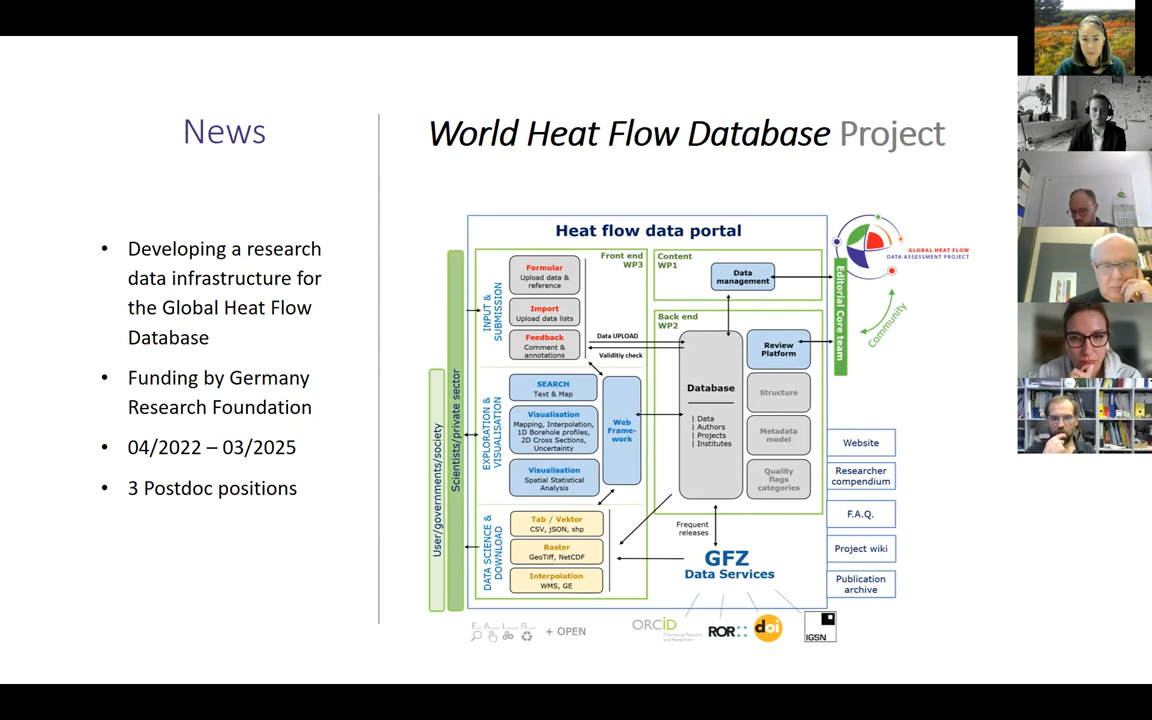 News
World Heat Flow Database Project
• Developing a research
data infrastructure for
the Global Heat Flow
Database
• Funding by Germany
Research Foundation
• 04/2022 – 03/2025
• 3 Postdoc positions
Heat flow data portal
User/governments/society
Scientists/private sector
Front end
WP3
INPUT &
SUBMISSION
Formular
Upload data &
reference
Import
Upload data lists
Feedback
Comment &
annotations
Data UPLOAD
Validitiy check
EXPLORATION &
VISUALISATION
SEARCH
Text & Map
Visualisation
Mapping, Interpolation,
1D Borehole profiles,
2D Cross Sections,
Uncertainty
Visualisation
Spatial Statistical
Analysis
Web
Frame-
work
DATA SCIENCE &
DOWNLOAD
Tab / Vektor
CSV, jSON, shp
Raster
GeoTiff, NetCDF
Interpolation
WMS, GE
Content
WP1
Data
management
Back end
WP2
Database
| Data
| Authors
| Projects
| Institutes
Review
Platform
Structure
Metadata
model
Quality
flags
categories
Frequent
releases
GFZ
Data Services
Editorial Core team
GLOBAL HEAT FLOW
DATA ASSESSMENT PROJECT
Community
Website
Researcher
compendium
F.A.Q.
Project wiki
Publication
archive
F A I R
+ OPEN
ORCID
Connecting Research
and Researchers
ROR
doi
IGSN